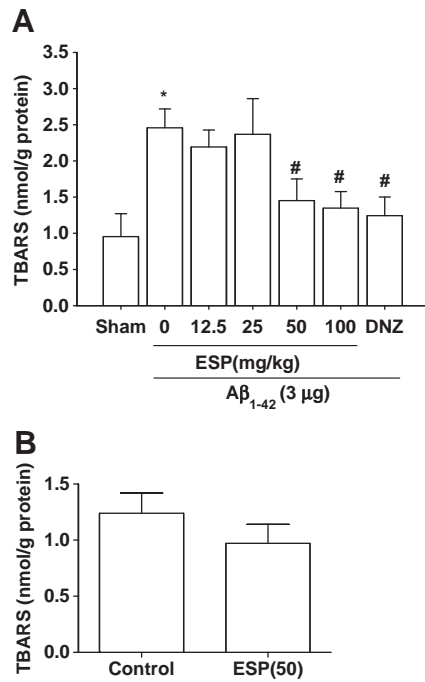 A
TBARS (nmol/g protein)
3.5
3.0
2.5
2.0
1.5
1.0
0.5
0.0
*
# # #
Sham 0 12.5 25 50 100 DNZ
ESP(mg/kg)
Aβ1-42 (3 µg)
B
TBARS (nmol/g protein)
1.5
1.0
0.5
0.0
Control ESP(50)